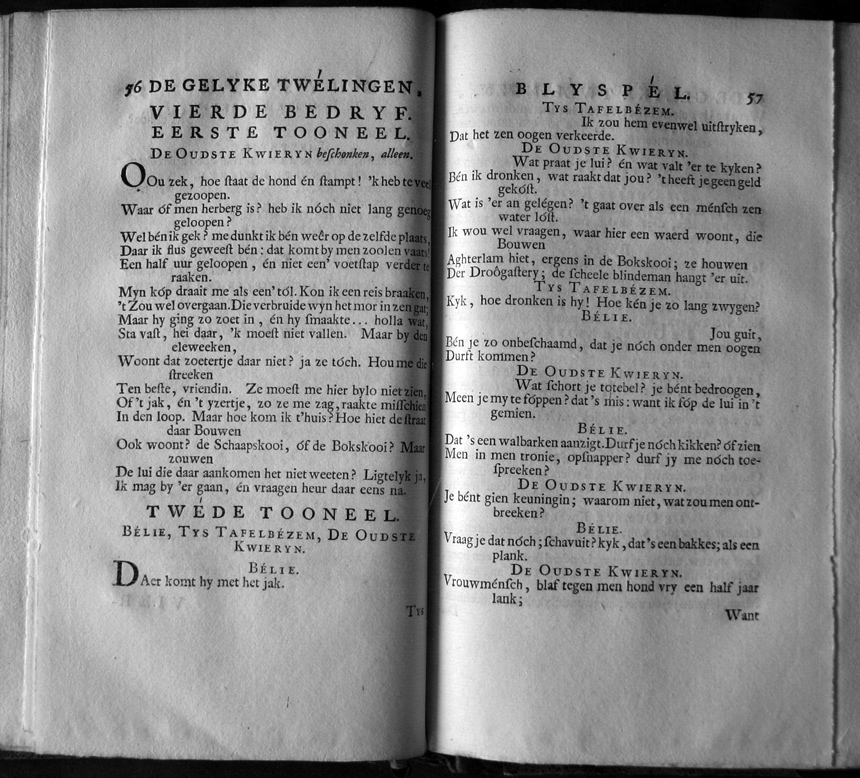 56 DE GELYKE TWÉLINGEN,
VIERDE BEDRYF.
EERSTE TOONEEL.
DE OUDSTE KWIERYN beſchonken, alleen.
OOu zek, hoe ſtaat de hond én ſtampt! 'k heb te veel
gezoopen.
Waar óf men herberg is? heb ik nóch niet lang genoeg
geloopen?
Wel bén ik gek? me dunkt ik bén weêr op de zelfde plaats,
Daar ik ſlus geweeſt bén: dat komt by men zoolen vaats!
Een half uur geloopen, én niet een' voetſtap verder te
raaken.
Myn kóp draait me als een' tól. Kon ik een reis braaken,
't Zou wel overgaan. Die verbruide wyn het mor in zen gat;
Maar hy ging zo zoet in, én hy ſmaakte... holla wat,
Sta vaſt, hei daar, 'k moeſt niet vallen. Maar by den
eleweeken,
Woont dat zoetertje daar niet? ja ze tóch. Hou me die
ſtreeken
Ten beſte, vriendin. Ze moeſt me hier bylo niet zien,
Of 't jak, én 't yzertje, zo ze me zag, raakte miſſchien
In den loop. Maar hoe kom ik t'huis? Hoe hiet de ſtraat
daar Bouwen
Ook woont? de Schaapskooi, óf de Bokskooi? Maar
zouwen
De lui die daar aankomen het niet weeten? Ligtelyk ja,
Ik mag by 'er gaan, én vraagen heur daar eens na.
TWÉDE TOONEEL.
BÉLIE, TYS TAFELBÉZEM, DE OUDSTE
KWIERYN.
BÉLIE.
DAer komt hy met het jak.
TYS
BLYSPÉL. 57
TYS TAFELBÉZEM.
Ik zou hem evenwel uitſtryken,
Dat het zen oogen verkeerde.
DE OUDSTE KWIERYN.
Wat praat je lui? én wat valt 'er te kyken?
Bén ik dronken, wat raakt dat jou? 't heeft je geen geld
gekóſt.
Wat is 'er an gelégen? 't gaat over als een ménſch zen
water lóſt.
Ik wou wel vraagen, waar hier een waerd woont, die
Bouwen
Aghterlam hiet, ergens in de Bokskooi; ze houwen
Der Droôgaſtery; de ſcheele blindeman hangt 'er uit.
TYS TAFELBÉZEM.
Kyk, hoe dronken is hy! Hoe kén je zo lang zwygen?
BÉLIE.
Jou guit,
Bén je zo onbeſchaamd, dat je nóch onder men oogen
Durft kommen?
DE OUDSTE KWIERYN.
Wat ſchort je totebel? je bént bedroogen,
Meen je my te fóppen? dat's mis: want ik fóp de lui in 't
gemien.
BÉLIE.
Dat 's een walbarken aanzigt. Durf je nóch kikken? óf zien
Men in men tronie, opſnapper? durf jy me nóch toe-
ſpreeken?
DE OUDSTE KWIERYN.
Je bént gien keuningin; waarom niet, wat zou men ont-
breeken?
BÉLIE.
Vraag je dat nóch; ſchavuit? kyk, dat's een bakkes; als een
plank.
DE OUDSTE KWIERYN.
Vrouwménſch, blaf tegen men hond vry een half jaar
lank;
Want